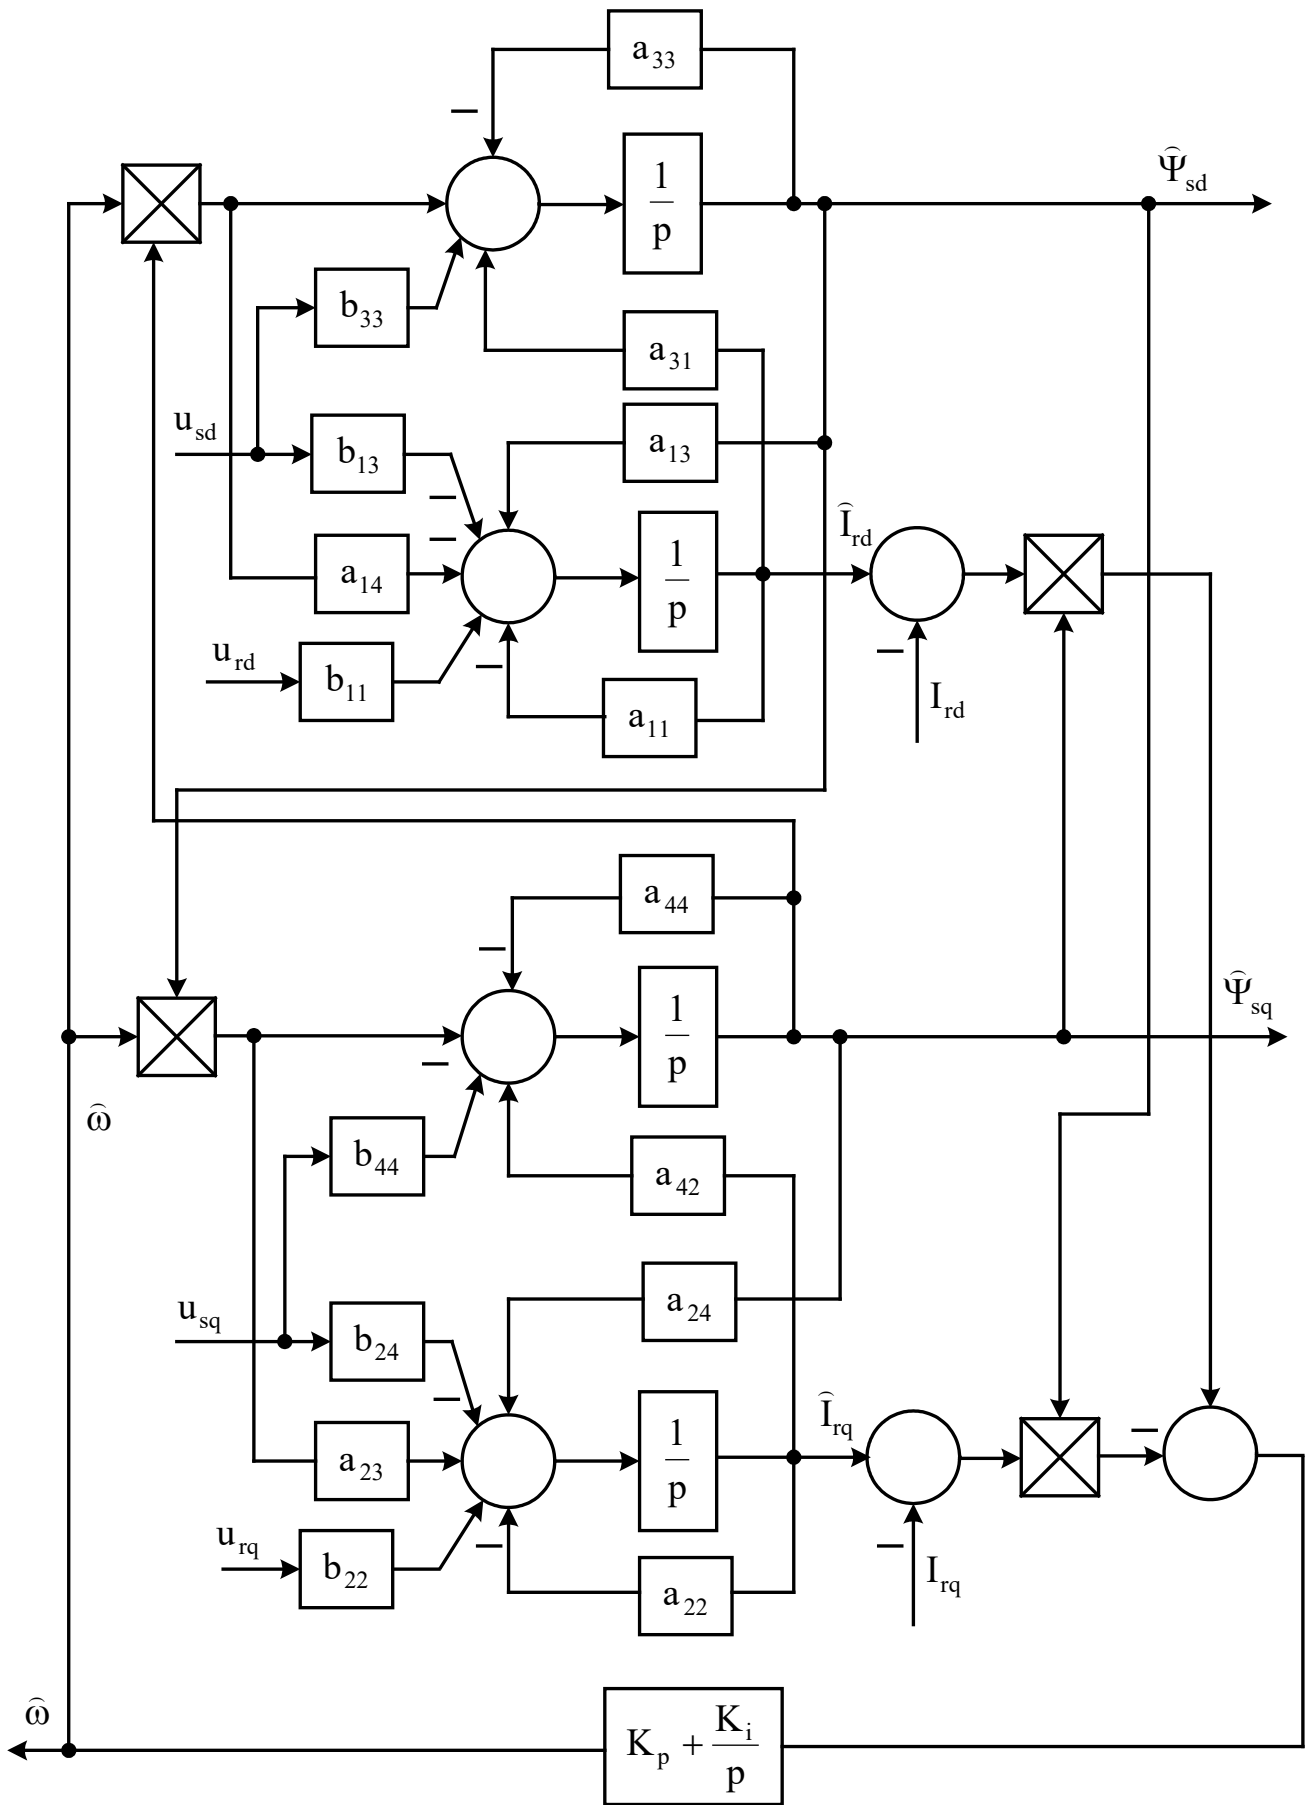 a₃₃
−
1
p
Ψ̂sd
b₃₃
a₃₁
usd
b₁₃
a₁₃
−
−
Îrd
a₁₄
1
p
urd
b₁₁
−
a₁₁
−
Ird
a₄₄
−
1
p
Ψ̂sq
−
ω̂
b₄₄
a₄₂
usq
b₂₄
a₂₄
−
Îrq
a₂₃
1
p
−
urq
b₂₂
−
a₂₂
−
Irq
ω̂
Kp + Ki
p